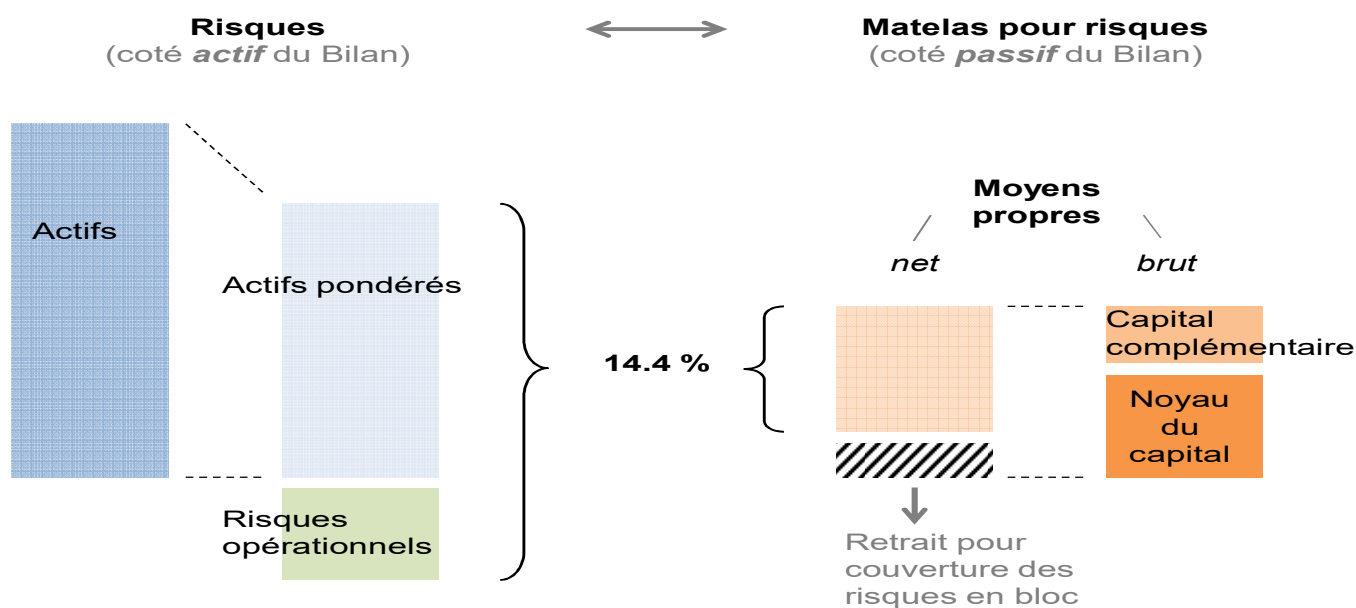 Risques
(coté actif du Bilan)
Matelas pour risques
(coté passif du Bilan)
Actifs
Actifs pondérés
Risques
opérationnels
14.4 %
Moyens
propres
net
brut
Capital
complémentaire
Noyau
du
capital
Retrait pour
couverture des
risques en bloc